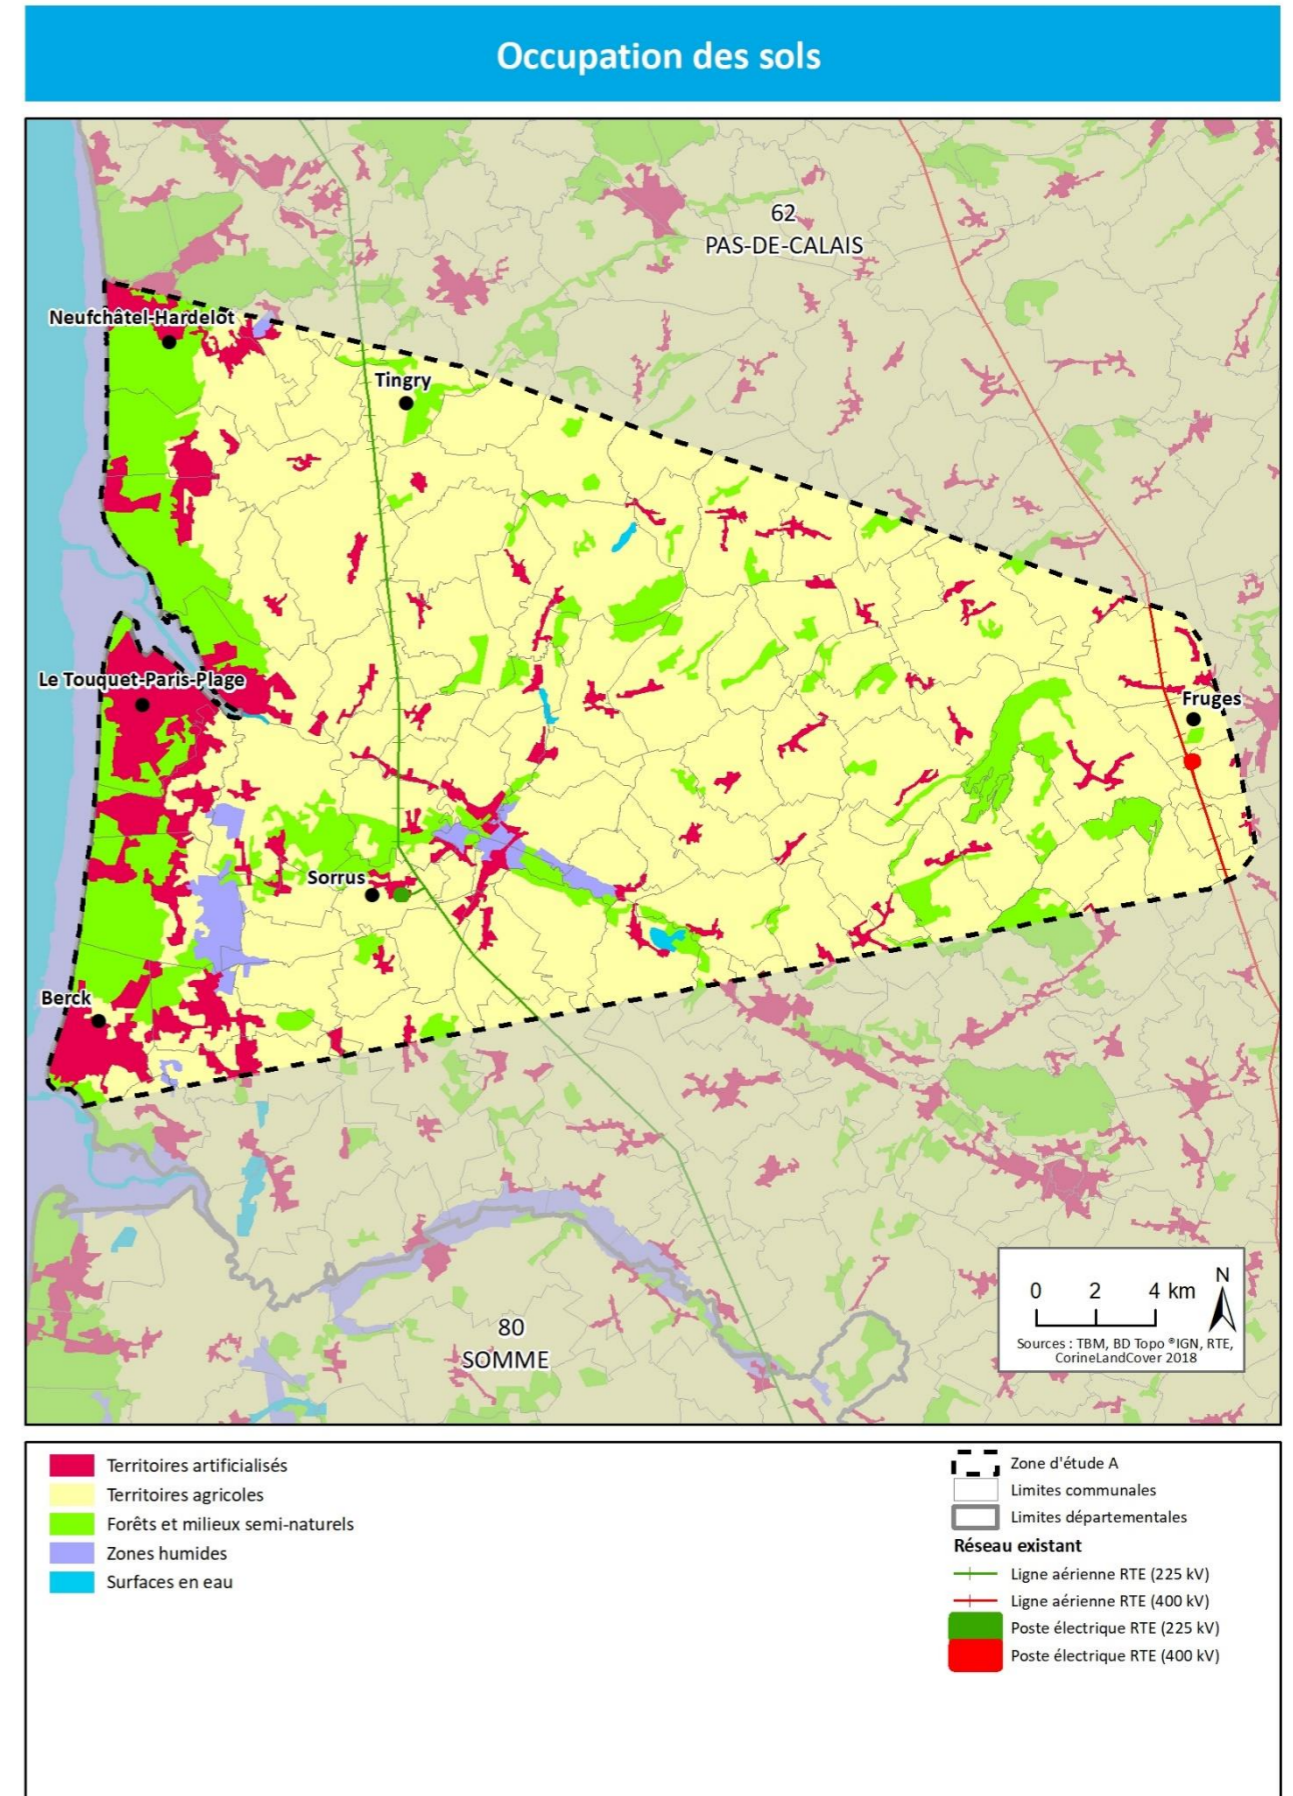 Occupation des sols
62
PAS-DE-CALAIS
Neufchâtel-Hardelot
Tingry
Le Touquet-Paris-Plage
Fruges
Sorrus
Berck
80
SOMME
0 2 4 km
N
Sources : TBM, BD Topo ®IGN, RTE,
CorineLandCover 2018
Territoires artificialisés
Territoires agricoles
Forêts et milieux semi-naturels
Zones humides
Surfaces en eau
Zone d'étude A
Limites communales
Limites départementales
Réseau existant
Ligne aérienne RTE (225 kV)
Ligne aérienne RTE (400 kV)
Poste électrique RTE (225 kV)
Poste électrique RTE (400 kV)